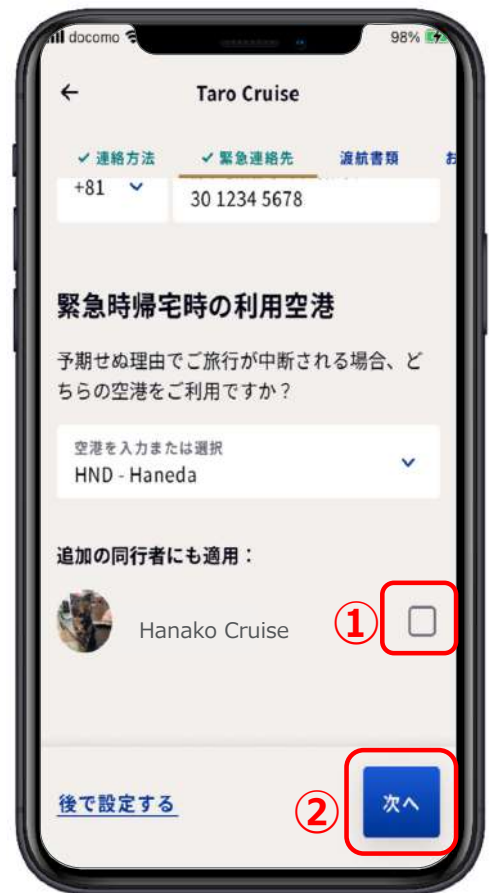 docomo 98%
← Taro Cruise
✓ 連絡方法 ✓ 緊急連絡先 渡航書類 お
+81 30 1234 5678
緊急時帰宅時の利用空港
予期せぬ理由でご旅行が中断される場合、ど
ちらの空港をご利用ですか？
空港を入力または選択
HND - Haneda
追加の同行者にも適用：
Hanako Cruise ①
後で設定する ② 次へ